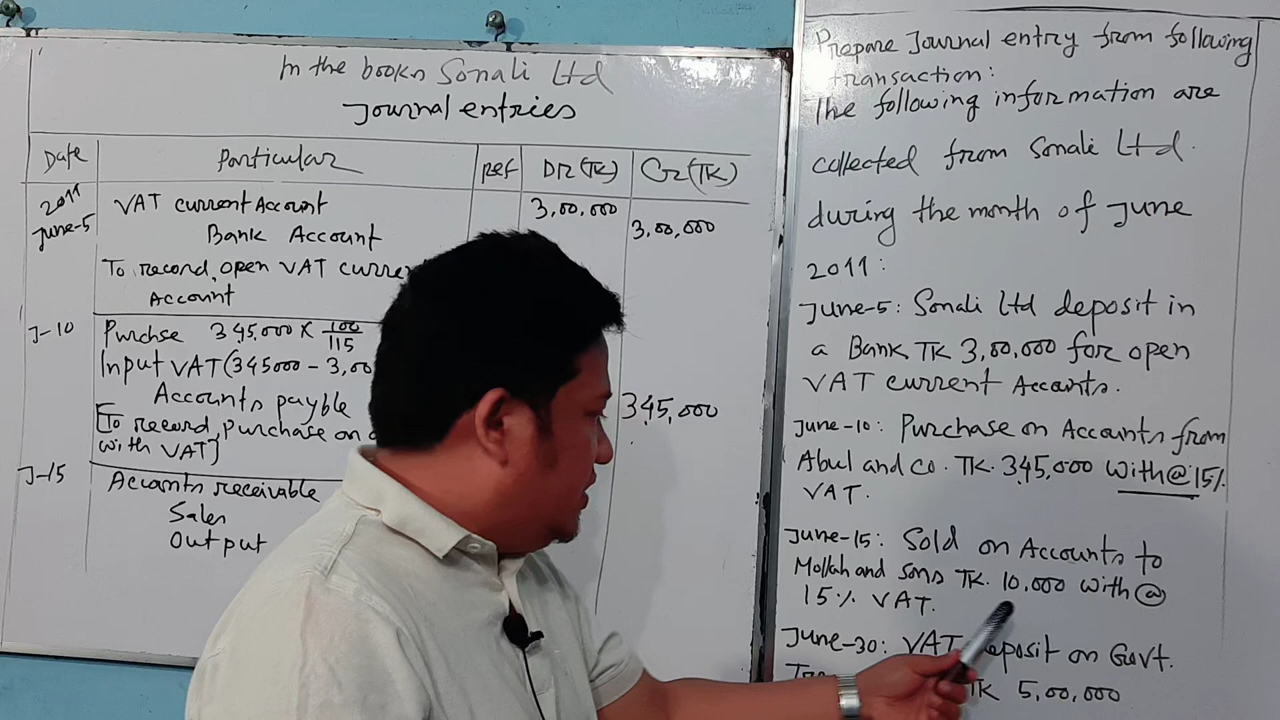 In the books Sonali Ltd
Journal entries
Date Particular Ref DR(TK) Cr(TK)
2011
June-5 VAT current Account 3,00,000
Bank Account 3,00,000
To record open VAT
Account
J-10 Purchse 345,000 × 100/115
Input VAT (345000 -
Accounts payble 345,000
[To record purchase on
with VAT]
J-15 Accounts receivable
Sales
Output
Prepare Journal entry from following
transaction:
The following information are
collected from Sonali Ltd.
during the month of June
2011:
June-5: Sonali Ltd deposit in
a Bank TK 3,00,000 for open
VAT current Accounts.
June-10: Purchase on Accounts from
Abul and co. TK. 345,000 with @ 15%
VAT.
June-15: Sold on Accounts to
Mollah and Sons TK. 10,000 with @
15% VAT.
June-30: VAT deposit on Govt.
TK 5,00,000